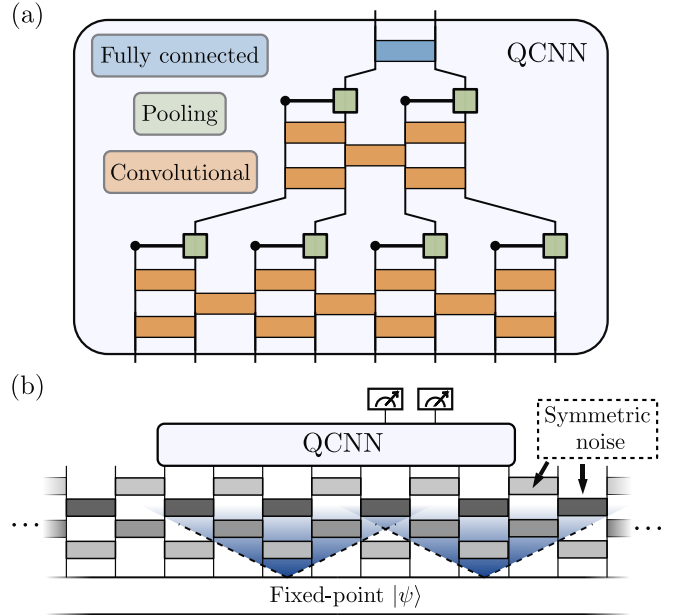 (a)
Fully connected
QCNN
Pooling
Convolutional
(b)
Symmetric
noise
QCNN
...
...
Fixed-point |ψ⟩